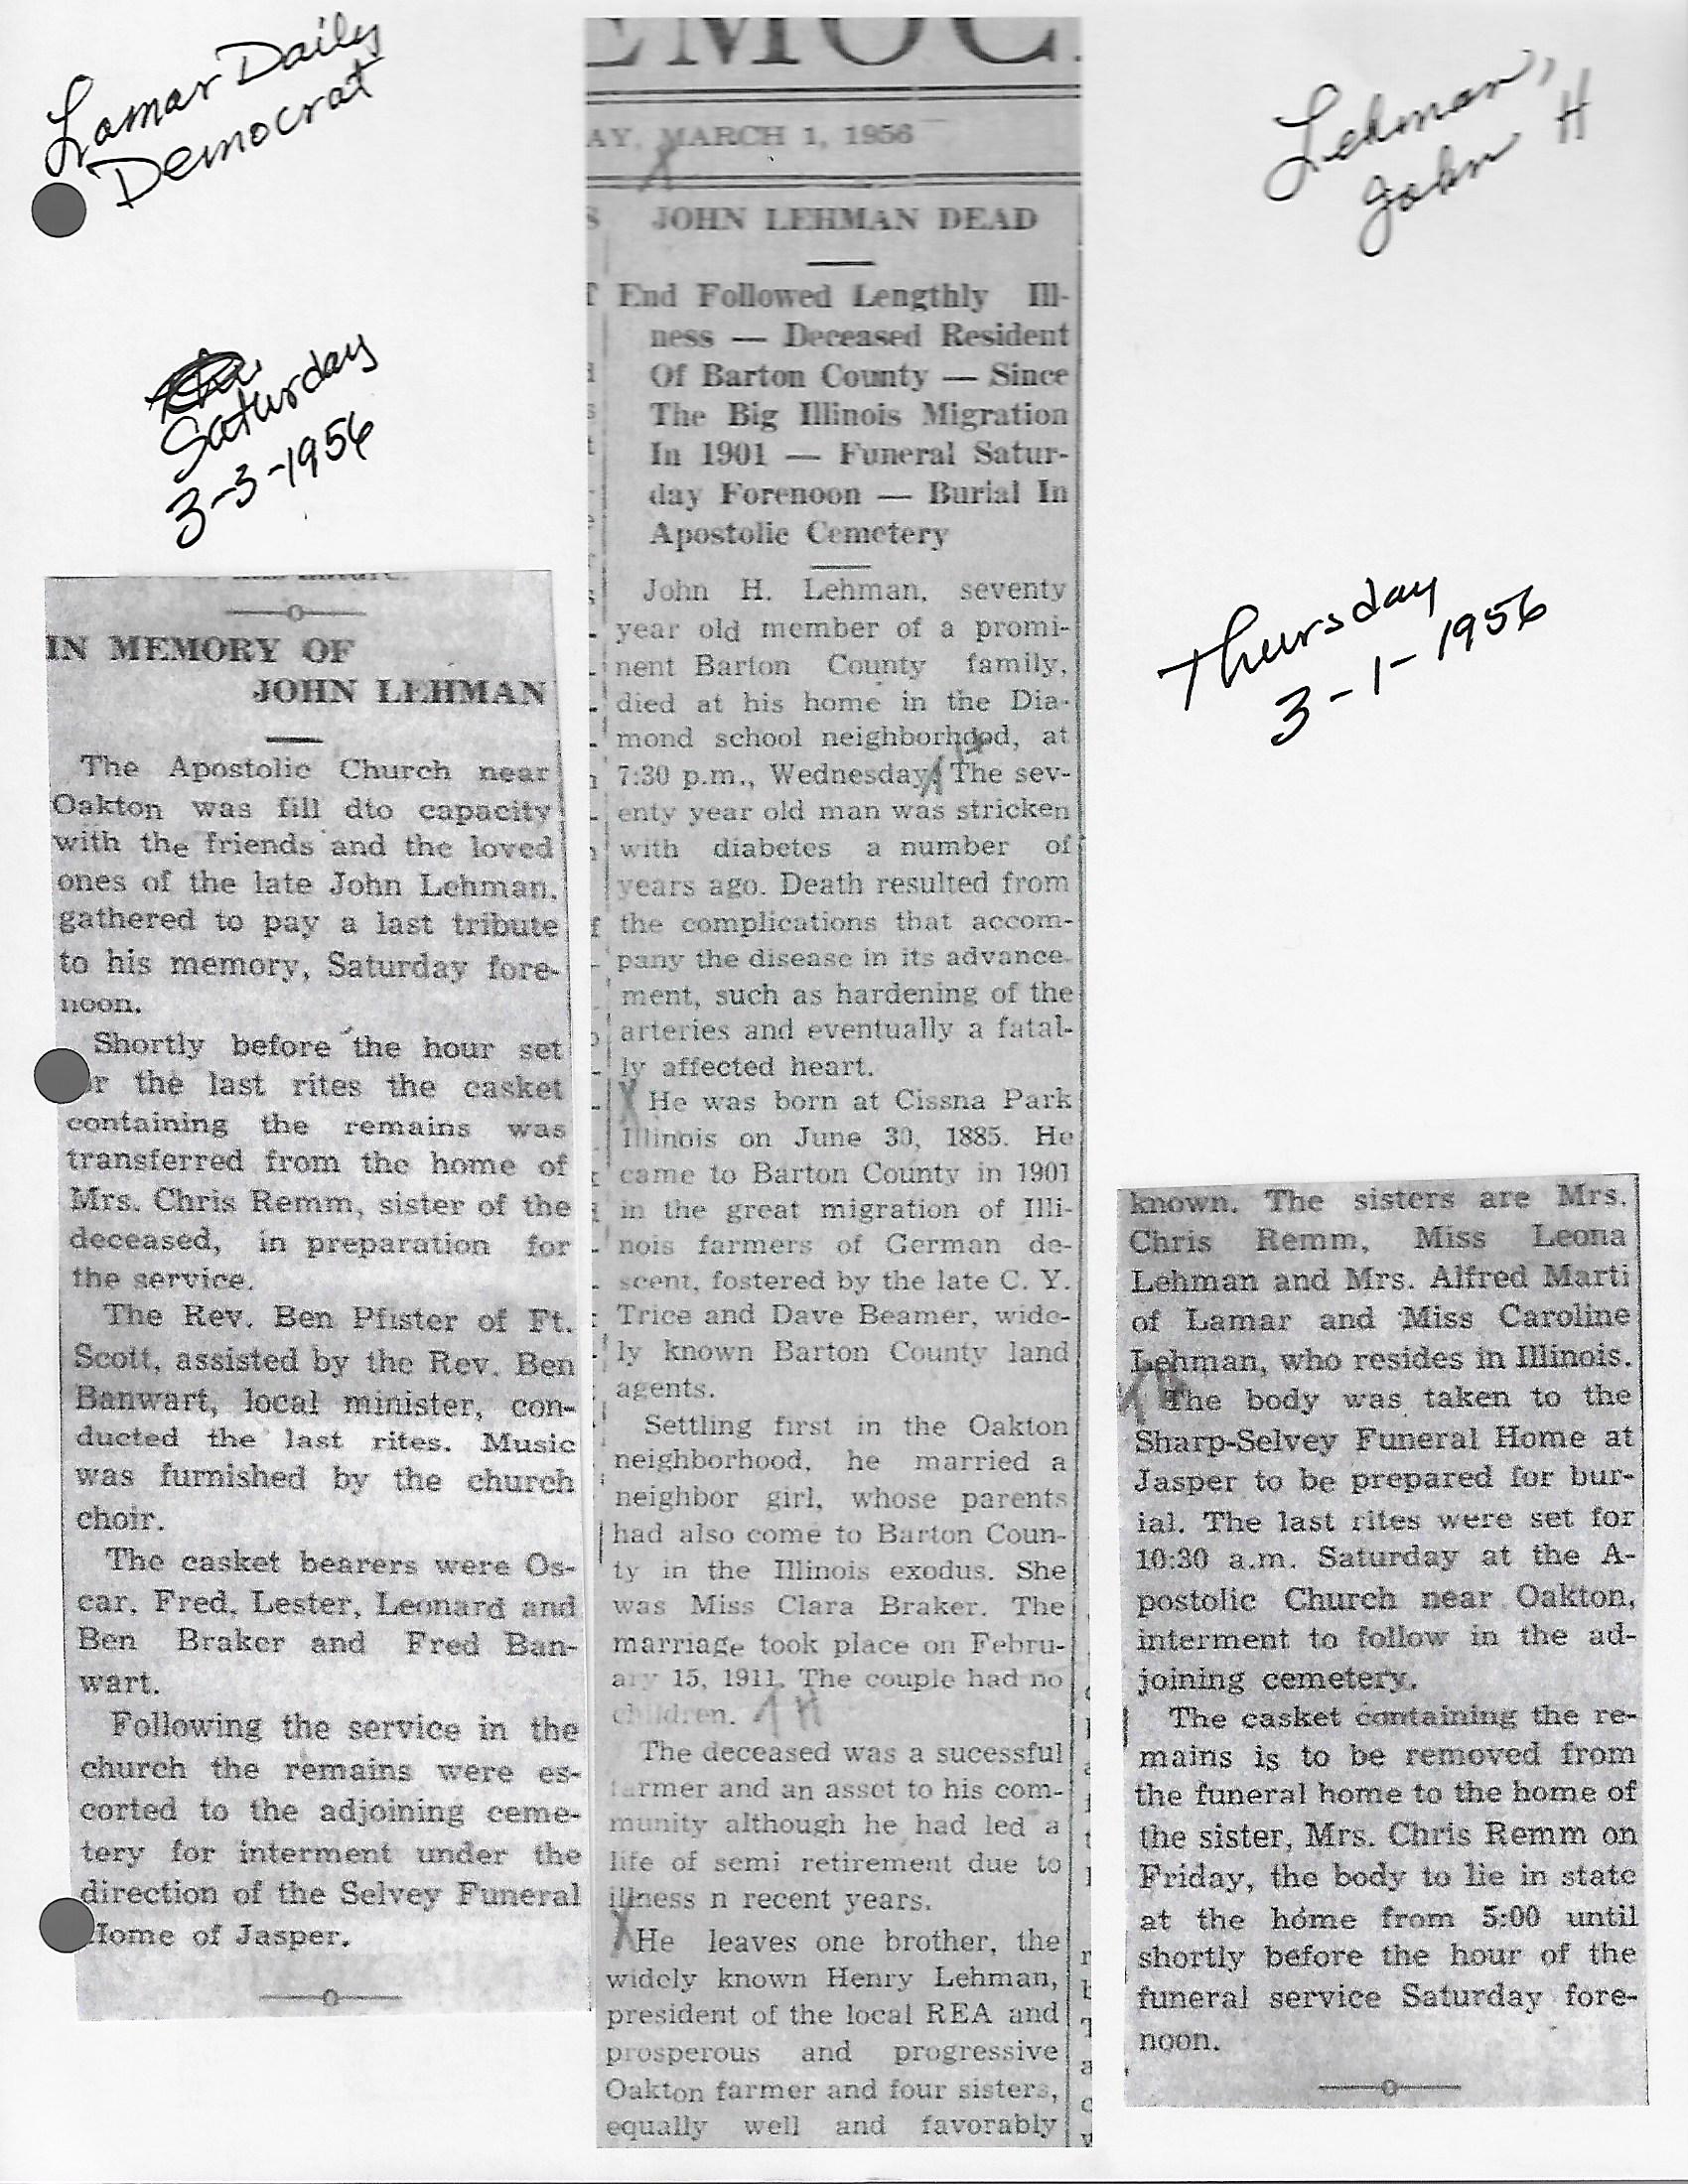 Lamar Daily
Democrat
Saturday
3-3-1956
IN MEMORY OF
JOHN LEHMAN
The Apostolic Church near
Oakton was fill dto capacity
with the friends and the loved
ones of the late John Lehman,
gathered to pay a last tribute
to his memory, Saturday fore-
noon.
Shortly before the hour set
r the last rites the casket
containing the remains was
transferred from the home of
Mrs. Chris Remm, sister of the
deceased, in preparation for
the service.
The Rev. Ben Pfister of Ft.
Scott, assisted by the Rev. Ben
Banwart, local minister, con-
ducted the last rites. Music
was furnished by the church
choir.
The casket bearers were Os-
car, Fred, Lester, Leonard and
Ben Braker and Fred Ban-
wart.
Following the service in the
church the remains were es-
corted to the adjoining ceme-
tery for interment under the
direction of the Selvey Funeral
Home of Jasper.
EMOC
AY, MARCH 1, 1956
JOHN LEHMAN DEAD
End Followed Lengthly Ill-
ness — Deceased Resident
Of Barton County — Since
The Big Illinois Migration
In 1901 — Funeral Satur-
day Forenoon — Burial In
Apostolic Cemetery
John H. Lehman, seventy
year old member of a promi-
nent Barton County family,
died at his home in the Dia-
mond school neighborhood, at
7:30 p.m., Wednesday. The sev-
enty year old man was stricken
with diabetes a number of
years ago. Death resulted from
the complications that accom-
pany the disease in its advance-
ment, such as hardening of the
arteries and eventually a fatal-
ly affected heart.
He was born at Cissna Park
Illinois on June 30, 1885. He
came to Barton County in 1901
in the great migration of Illi-
nois farmers of German de-
scent, fostered by the late C. Y.
Trice and Dave Beamer, wide-
ly known Barton County land
agents.
Settling first in the Oakton
neighborhood, he married a
neighbor girl, whose parents
had also come to Barton Coun-
ty in the Illinois exodus. She
was Miss Clara Braker. The
marriage took place on Febru-
ary 15, 1911. The couple had no
children.
The deceased was a sucessful
farmer and an asset to his com-
munity although he had led a
life of semi retirement due to
illness n recent years.
He leaves one brother, the
widely known Henry Lehman,
president of the local REA and
prosperous and progressive
Oakton farmer and four sisters,
equally well and favorably
Lehman,
John H
Thursday
3-1-1956
known. The sisters are Mrs.
Chris Remm, Miss Leona
Lehman and Mrs. Alfred Marti
of Lamar and Miss Caroline
Lehman, who resides in Illinois.
The body was taken to the
Sharp-Selvey Funeral Home at
Jasper to be prepared for bur-
ial. The last rites were set for
10:30 a.m. Saturday at the A-
postolic Church near Oakton,
interment to follow in the ad-
joining cemetery.
The casket containing the re-
mains is to be removed from
the funeral home to the home of
the sister, Mrs. Chris Remm on
Friday, the body to lie in state
at the home from 5:00 until
shortly before the hour of the
funeral service Saturday fore-
noon.